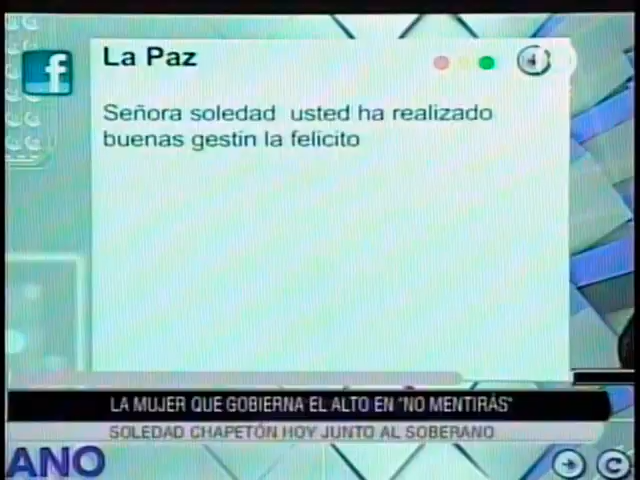 La Paz
Señora soledad usted ha realizado
buenas gestin la felicito
LA MUJER QUE GOBIERNA EL ALTO EN "NO MENTIRÁS"
SOLEDAD CHAPETÓN HOY JUNTO AL SOBERANO
ANO